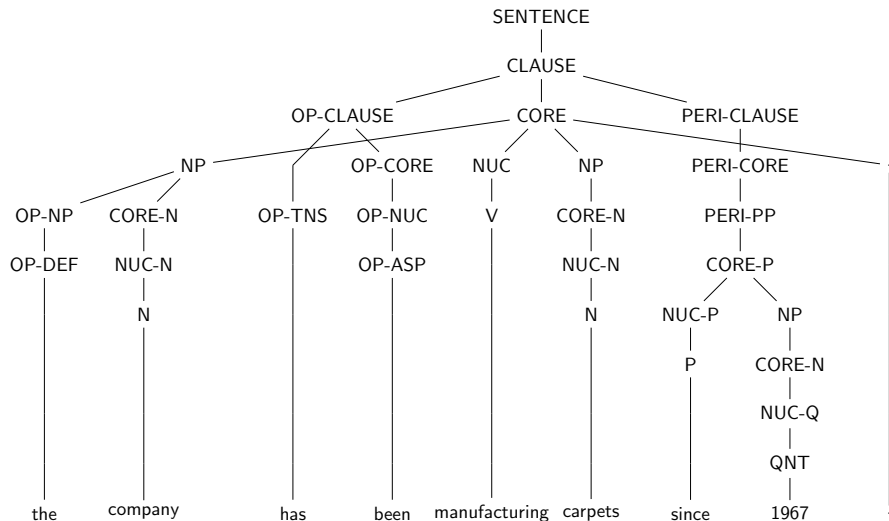 SENTENCE
CLAUSE
OP-CLAUSE CORE PERI-CLAUSE
NP OP-CORE NUC NP PERI-CORE .
OP-NP CORE-N OP-TNS OP-NUC V CORE-N PERI-PP
OP-DEF NUC-N OP-ASP NUC-N CORE-P
N N NUC-P NP
P CORE-N
NUC-Q
QNT
the company has been manufacturing carpets since 1967 .